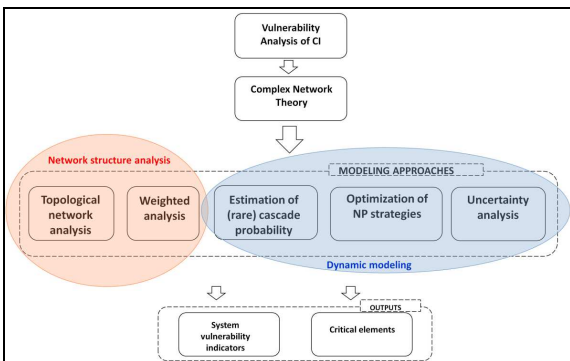 Vulnerability
Analysis of CI
Complex Network
Theory
Network structure analysis
MODELING APPROACHES
Topological
network
analysis
Weighted
analysis
Estimation of
(rare) cascade
probability
Optimization of
NP strategies
Uncertainty
analysis
Dynamic modeling
OUTPUTS
System
vulnerability
indicators
Critical elements